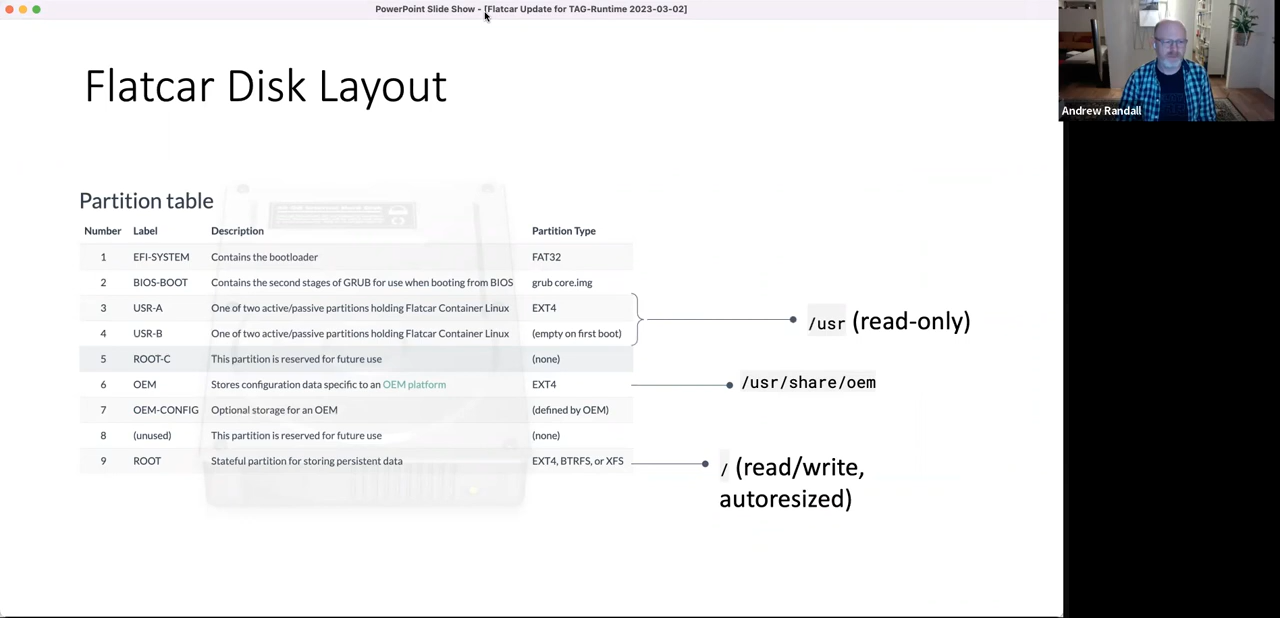 PowerPoint Slide Show - [Flatcar Update for TAG-Runtime 2023-03-02]
Andrew Randall
Flatcar Disk Layout
Partition table
Number Label Description Partition Type
1 EFI-SYSTEM Contains the bootloader FAT32
2 BIOS-BOOT Contains the second stages of GRUB for use when booting from BIOS grub core.img
3 USR-A One of two active/passive partitions holding Flatcar Container Linux EXT4
4 USR-B One of two active/passive partitions holding Flatcar Container Linux (empty on first boot)
/usr (read-only)
5 ROOT-C This partition is reserved for future use (none)
6 OEM Stores configuration data specific to an OEM platform EXT4
/usr/share/oem
7 OEM-CONFIG Optional storage for an OEM (defined by OEM)
8 (unused) This partition is reserved for future use (none)
9 ROOT Stateful partition for storing persistent data EXT4, BTRFS, or XFS
/ (read/write,
autoresized)